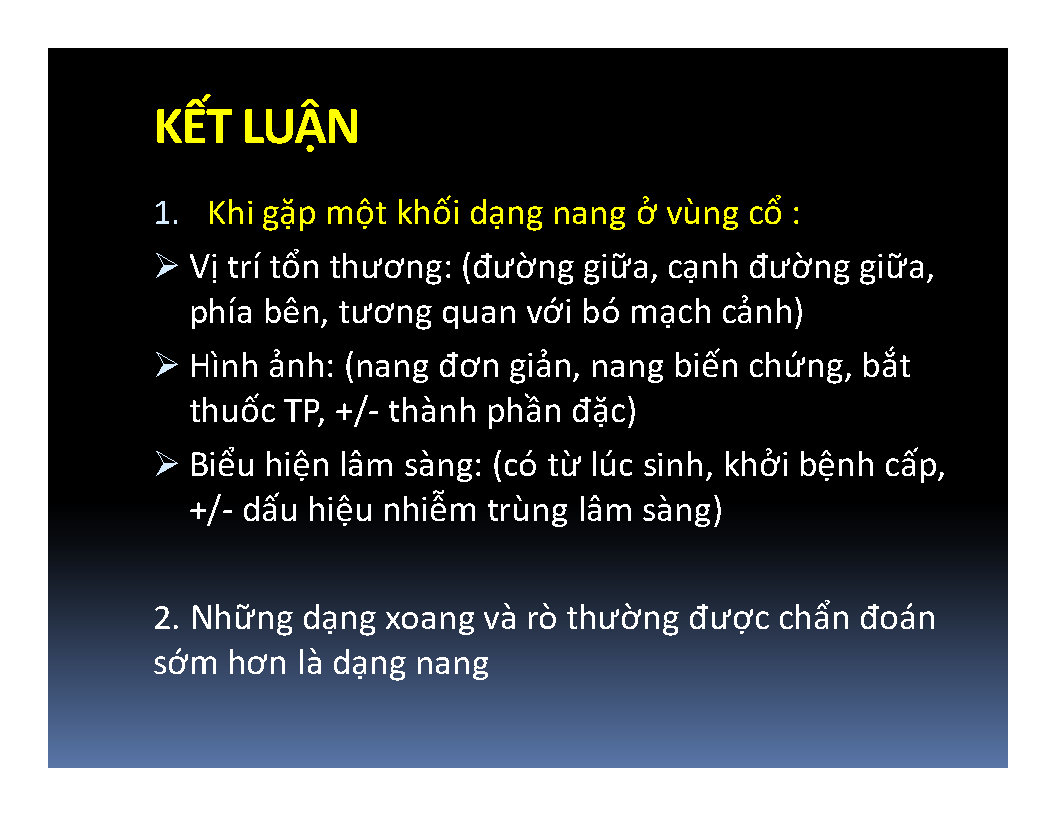 KẾT LUẬN
1. Khi gặp một khối dạng nang ở vùng cổ :
➢ Vị trí tổn thương: (đường giữa, cạnh đường giữa,
phía bên, tương quan với bó mạch cảnh)
➢ Hình ảnh: (nang đơn giản, nang biến chứng, bắt
thuốc TP, +/- thành phần đặc)
➢ Biểu hiện lâm sàng: (có từ lúc sinh, khởi bệnh cấp,
+/- dấu hiệu nhiễm trùng lâm sàng)
2. Những dạng xoang và rò thường được chẩn đoán
sớm hơn là dạng nang